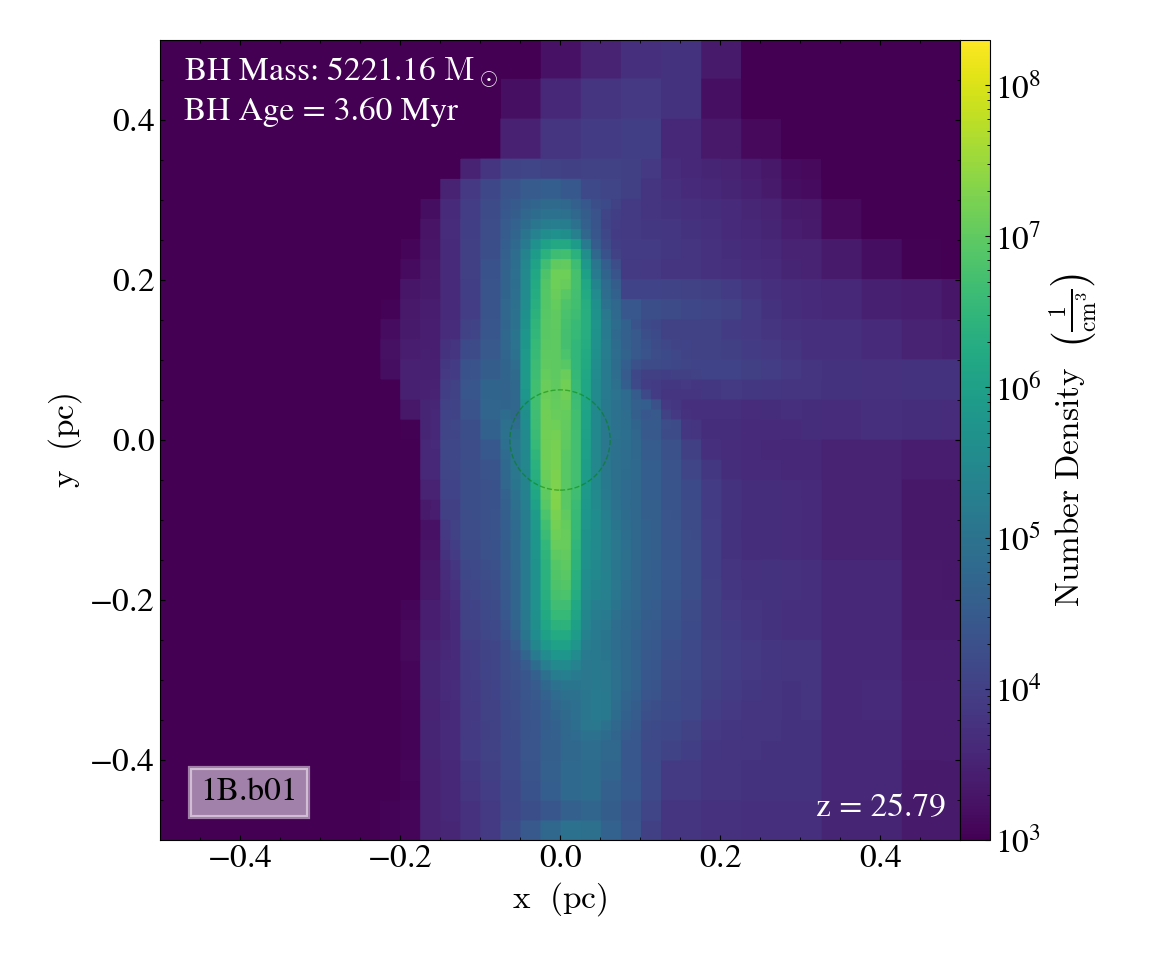 BH Mass: 5221.16 M☉
BH Age = 3.60 Myr
0.4
0.2
0.0
−0.2
−0.4
y (pc)
1B.b01
z = 25.79
−0.4
−0.2
0.0
0.2
0.4
x (pc)
10⁸
10⁷
10⁶
10⁵
10⁴
10³
Number Density (1/cm³)